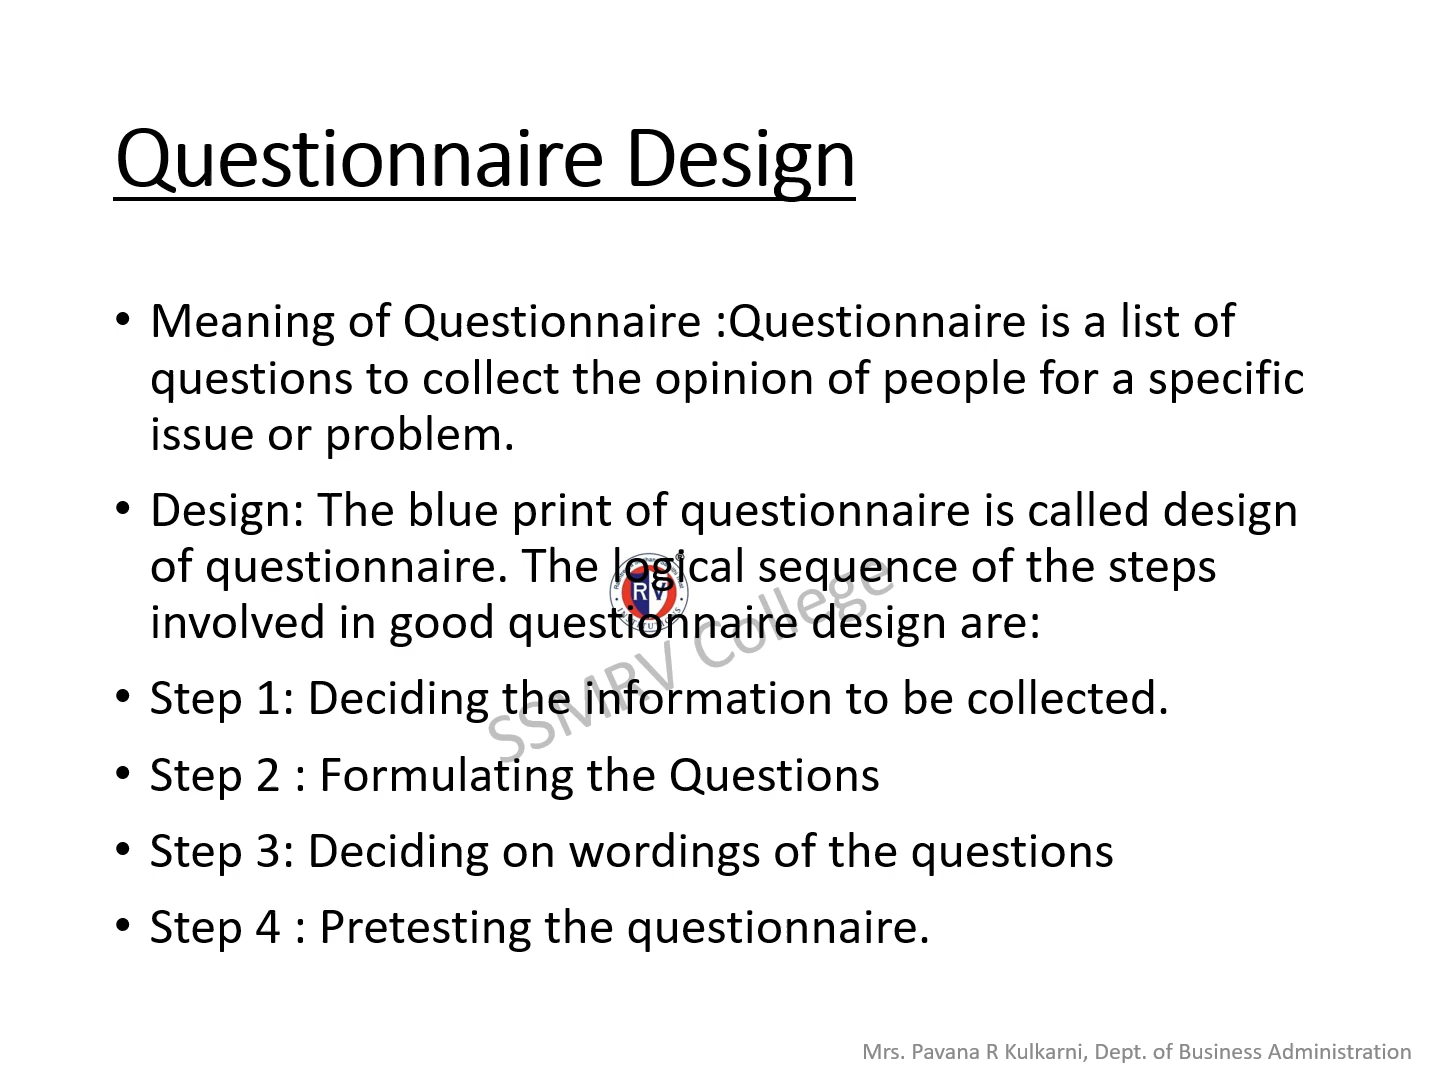 Questionnaire Design
• Meaning of Questionnaire :Questionnaire is a list of
questions to collect the opinion of people for a specific
issue or problem.
• Design: The blue print of questionnaire is called design
of questionnaire. The logical sequence of the steps
involved in good questionnaire design are:
• Step 1: Deciding the information to be collected.
• Step 2 : Formulating the Questions
• Step 3: Deciding on wordings of the questions
• Step 4 : Pretesting the questionnaire.
RV
INSTITUTIONS
SSMRV College
Mrs. Pavana R Kulkarni, Dept. of Business Administration